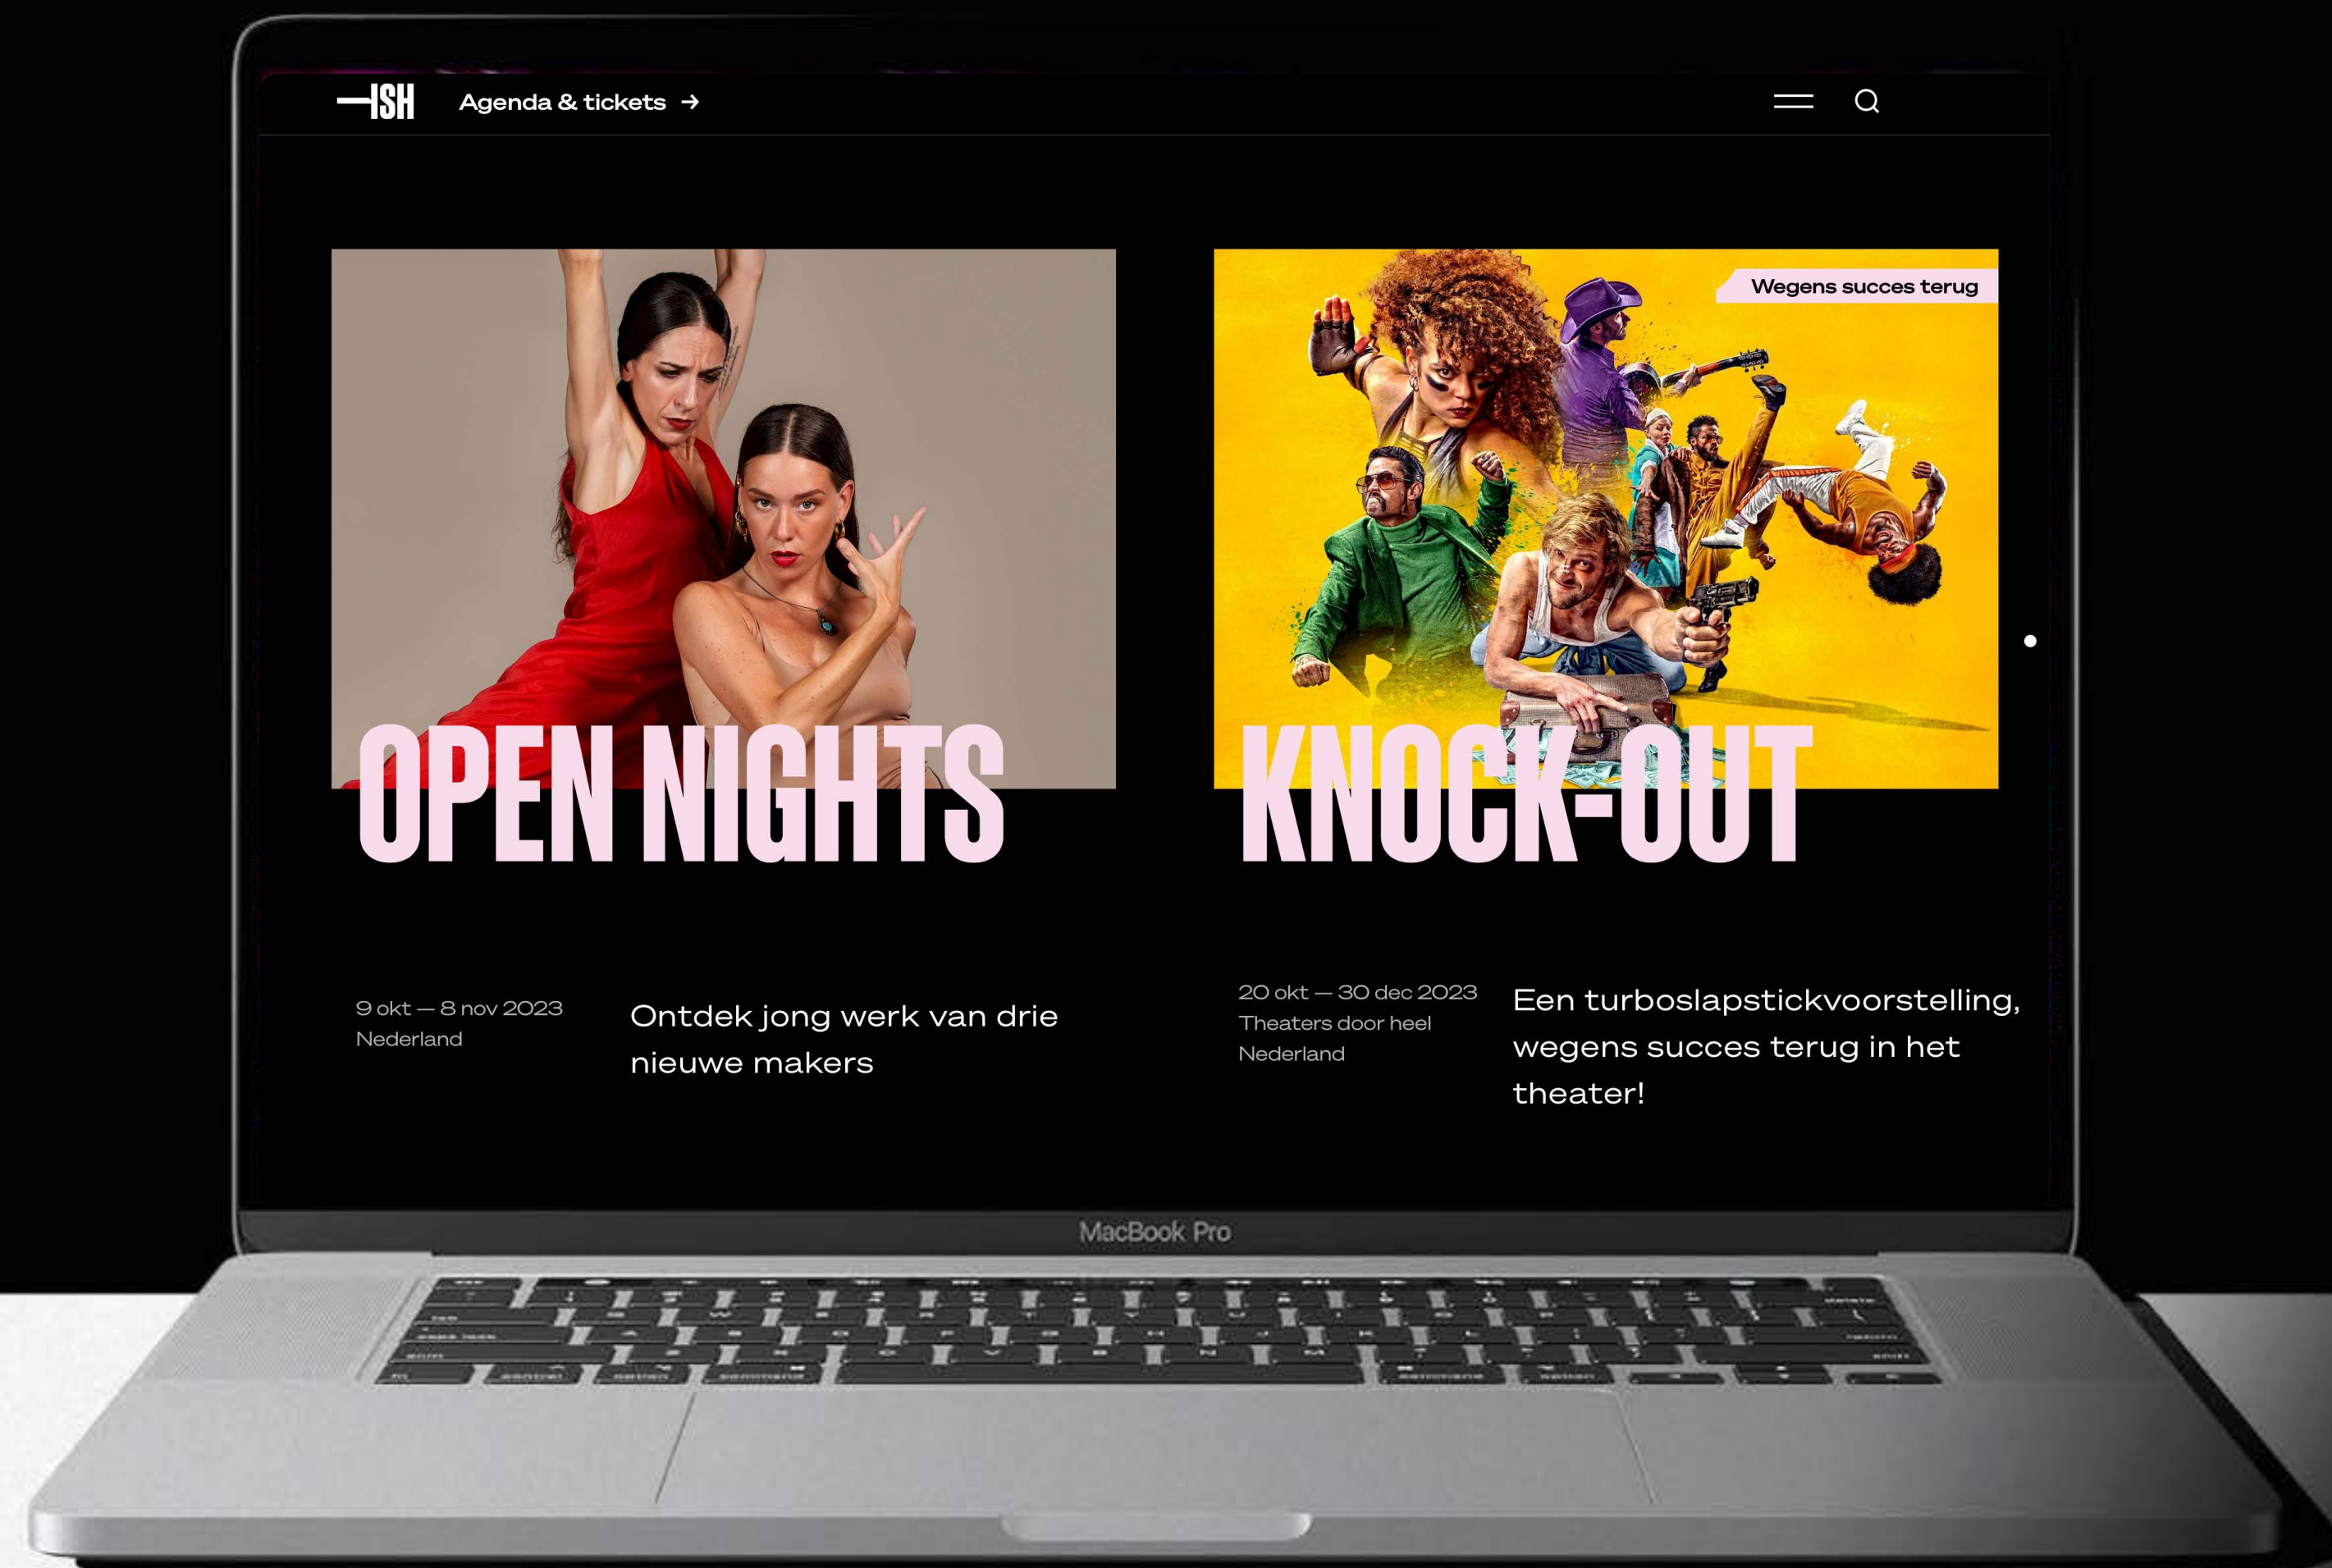 ISH
Agenda & tickets →
Wegens succes terug
OPEN NIGHTS
KNOCK-OUT
9 okt — 8 nov 2023
Nederland
Ontdek jong werk van drie
nieuwe makers
20 okt — 30 dec 2023
Theaters door heel
Nederland
Een turboslapstickvoorstelling,
wegens succes terug in het
theater!
MacBook Pro